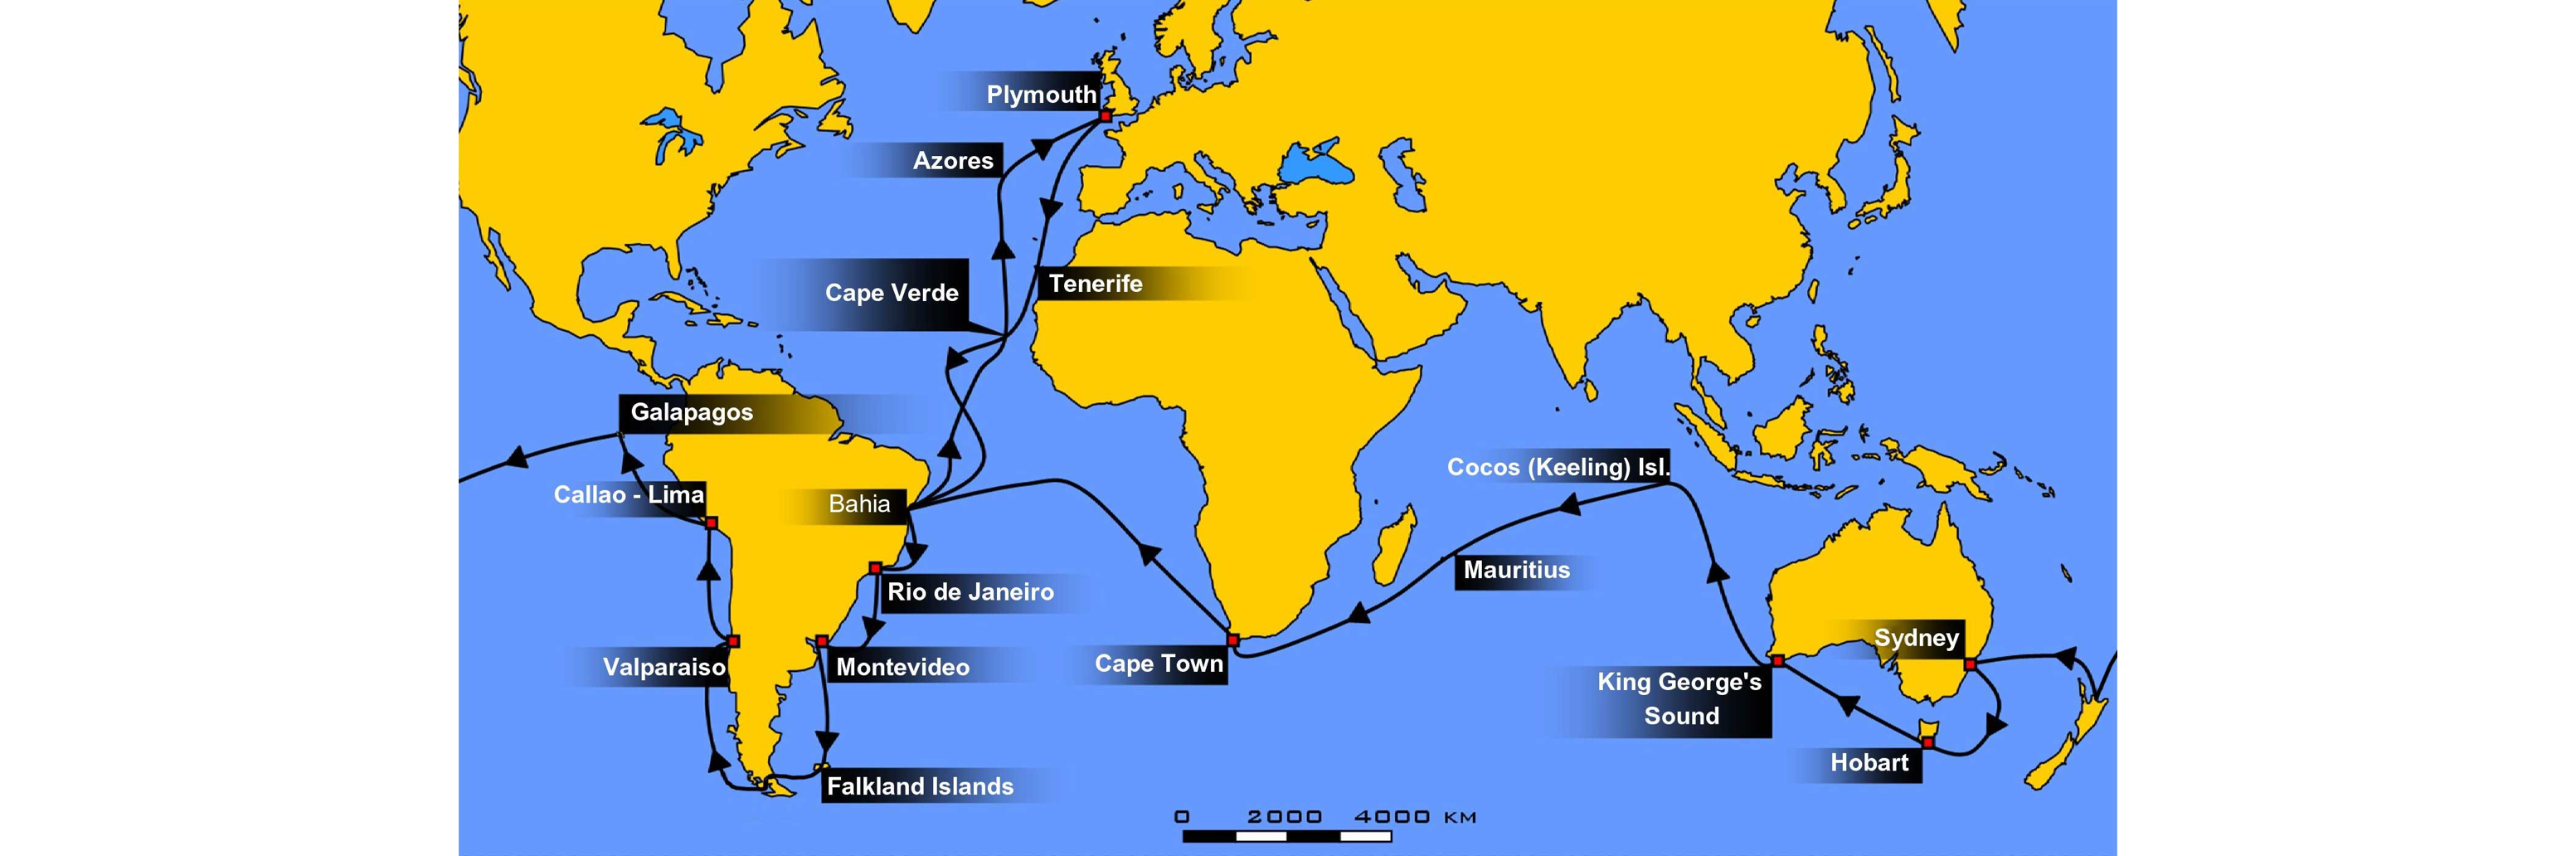 Plymouth
Azores
Cape Verde
Tenerife
Galapagos
Callao - Lima
Bahia
Cocos (Keeling) Isl.
Mauritius
Rio de Janeiro
Sydney
Valparaiso
Montevideo
Cape Town
King George's
Sound
Hobart
Falkland Islands
0 2000 4000 KM